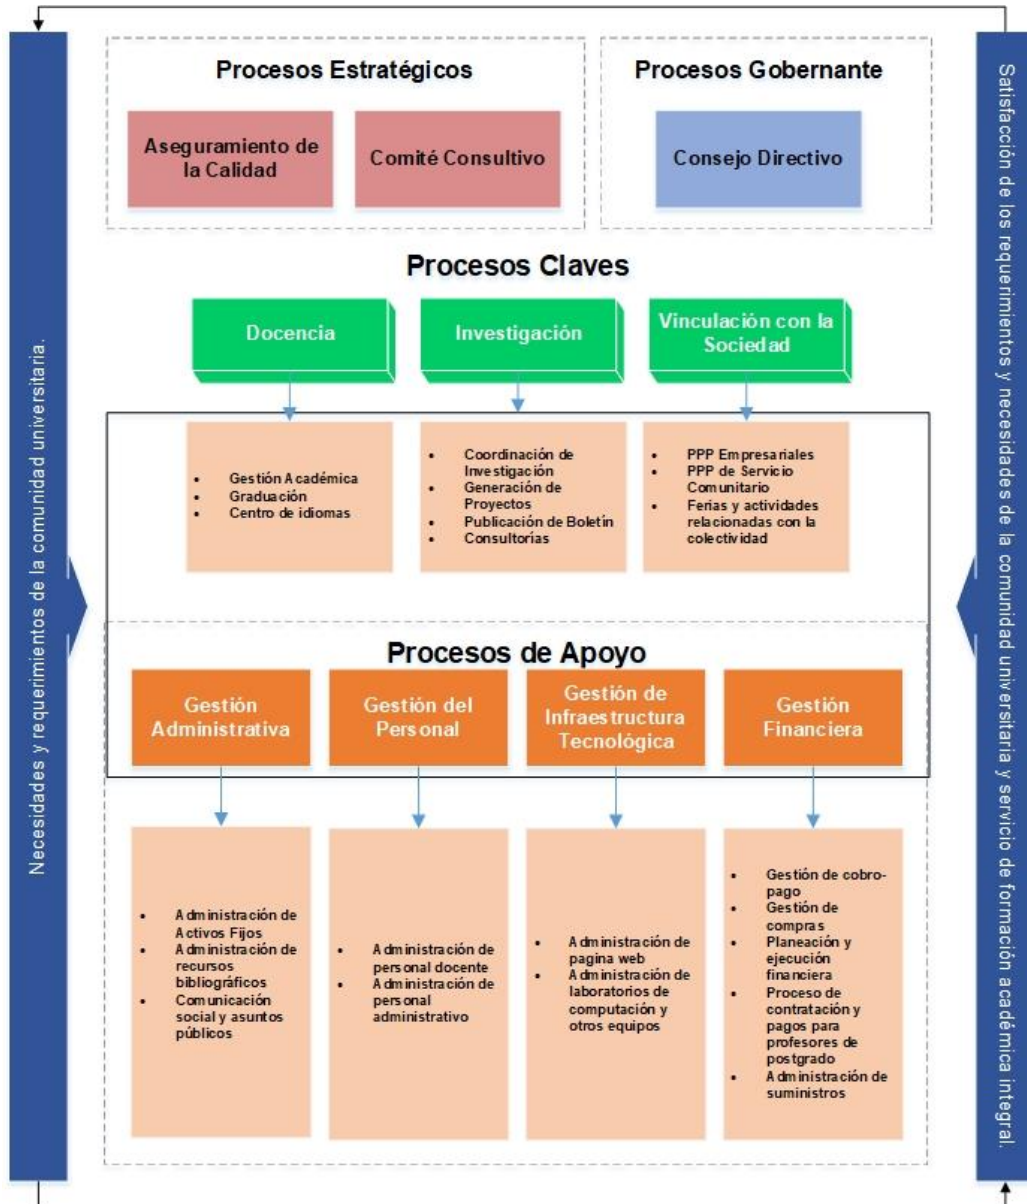 Necesidades y requerimientos de la comunidad universitaria.
Procesos Estratégicos
Aseguramiento de
la Calidad
Comité Consultivo
Procesos Gobernante
Consejo Directivo
Procesos Claves
Docencia
Investigación
Vinculación con la
Sociedad
• Gestión Académica
• Graduación
• Centro de idiomas
• Coordinación de
Investigación
• Generación de
Proyectos
• Publicación de Boletín
• Consultorías
• PPP Empresariales
• PPP de Servicio
Comunitario
• Ferias y actividades
relacionadas con la
colectividad
Procesos de Apoyo
Gestión
Administrativa
Gestión del
Personal
Gestión de
Infraestructura
Tecnológica
Gestión
Financiera
• Administración de
Activos Fijos
• Administración de
recursos
bibliográficos
• Comunicación
social y asuntos
públicos
• Administración de
personal docente
• Administración de
personal
administrativo
• Administración de
pagina web
• Administración de
laboratorios de
computación y
otros equipos
• Gestión de cobro-
pago
• Gestión de
compras
• Planeación y
ejecución
financiera
• Proceso de
contratación y
pagos para
profesores de
postgrado
• Administración de
suministros
Satisfacción de los requerimientos y necesidades de la comunidad universitaria y servicio de formación académica integral.